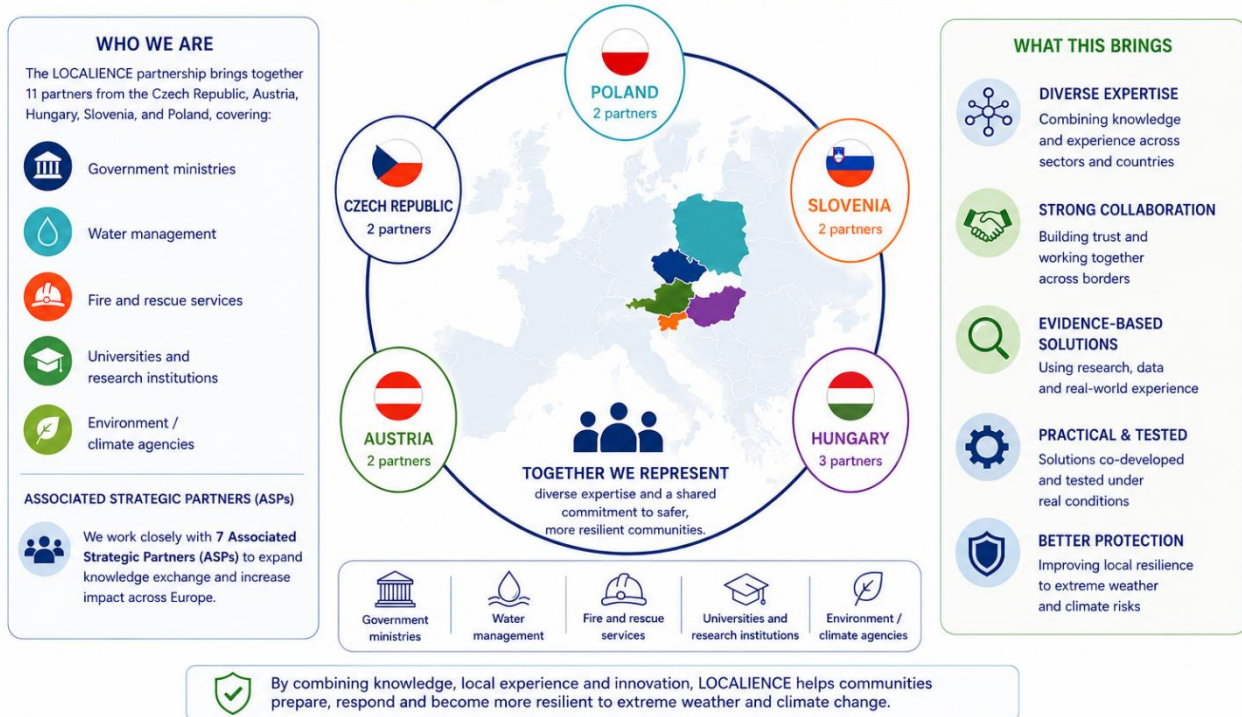 WHO WE ARE
The LOCALIENCE partnership brings together
11 partners from the Czech Republic, Austria,
Hungary, Slovenia, and Poland, covering:
Government ministries
Water management
Fire and rescue services
Universities and
research institutions
Environment /
climate agencies
ASSOCIATED STRATEGIC PARTNERS (ASPs)
We work closely with 7 Associated
Strategic Partners (ASPs) to expand
knowledge exchange and increase
impact across Europe.
POLAND
2 partners
CZECH REPUBLIC
2 partners
SLOVENIA
2 partners
AUSTRIA
2 partners
HUNGARY
3 partners
TOGETHER WE REPRESENT
diverse expertise and a shared
commitment to safer,
more resilient communities.
Government
ministries
Water
management
Fire and rescue
services
Universities and
research institutions
Environment /
climate agencies
WHAT THIS BRINGS
DIVERSE EXPERTISE
Combining knowledge
and experience across
sectors and countries
STRONG COLLABORATION
Building trust and
working together
across borders
EVIDENCE-BASED
SOLUTIONS
Using research, data
and real-world experience
PRACTICAL & TESTED
Solutions co-developed
and tested under
real conditions
BETTER PROTECTION
Improving local resilience
to extreme weather
and climate risks
By combining knowledge, local experience and innovation, LOCALIENCE helps communities
prepare, respond and become more resilient to extreme weather and climate change.